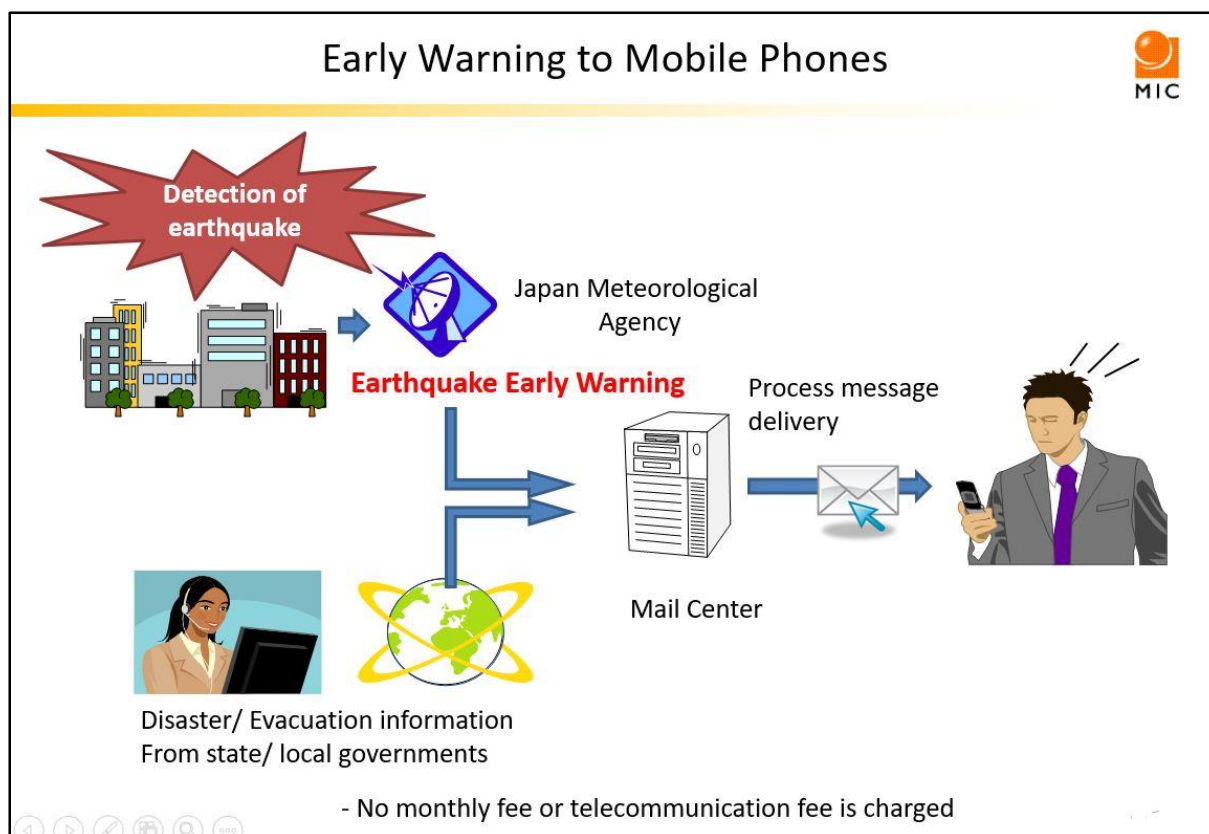 Early Warning to Mobile Phones
MIC
Detection of
earthquake
Japan Meteorological
Agency
Earthquake Early Warning
Process message
delivery
Mail Center
Disaster/ Evacuation information
From state/ local governments
- No monthly fee or telecommunication fee is charged